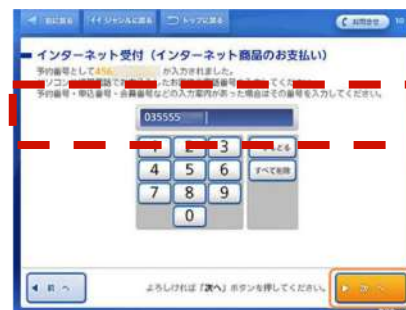 前に戻る ジャンルに戻る トップに戻る お問合せ 10
インターネット受付（インターネット商品のお支払い）
予約番号として456 が入力されました。
予約番号・申込番号・会員番号などの入力案内があった場合はその番号を入力してください。
035555
1 2 3
4 5 6 すべて削除
7 8 9
0
前へ よろしければ「次へ」ボタンを押してください。 次へ